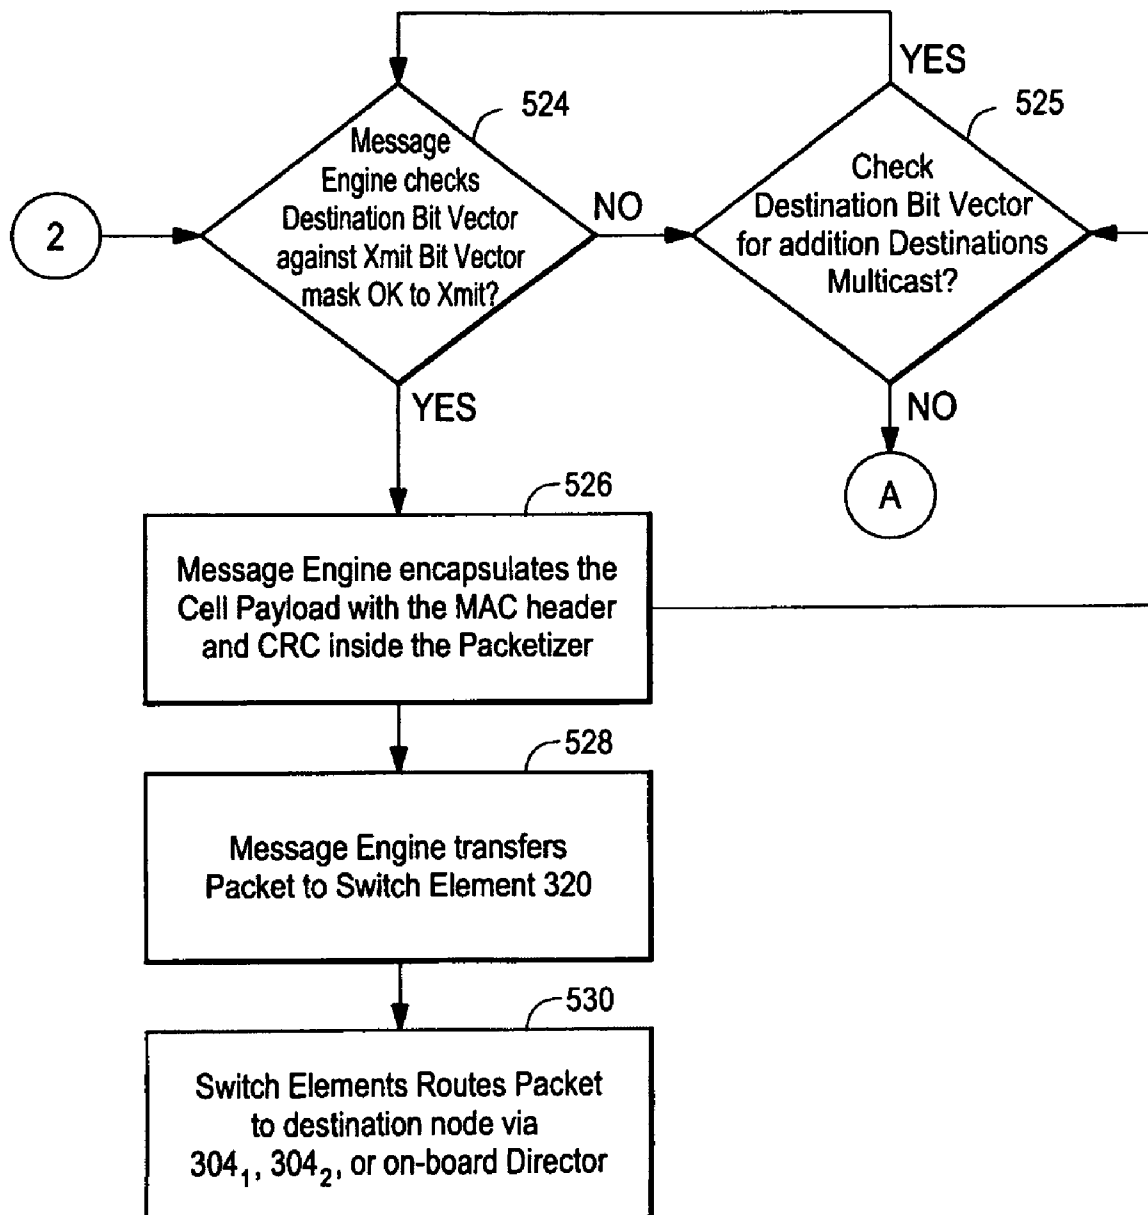 YES
524
525
Message
Engine checks
Destination Bit Vector
against Xmit Bit Vector
mask OK to Xmit?
Check
Destination Bit Vector
for addition Destinations
Multicast?
2
NO
YES
NO
A
526
Message Engine encapsulates the
Cell Payload with the MAC header
and CRC inside the Packetizer
528
Message Engine transfers
Packet to Switch Element 320
530
Switch Elements Routes Packet
to destination node via
304₁, 304₂, or on-board Director